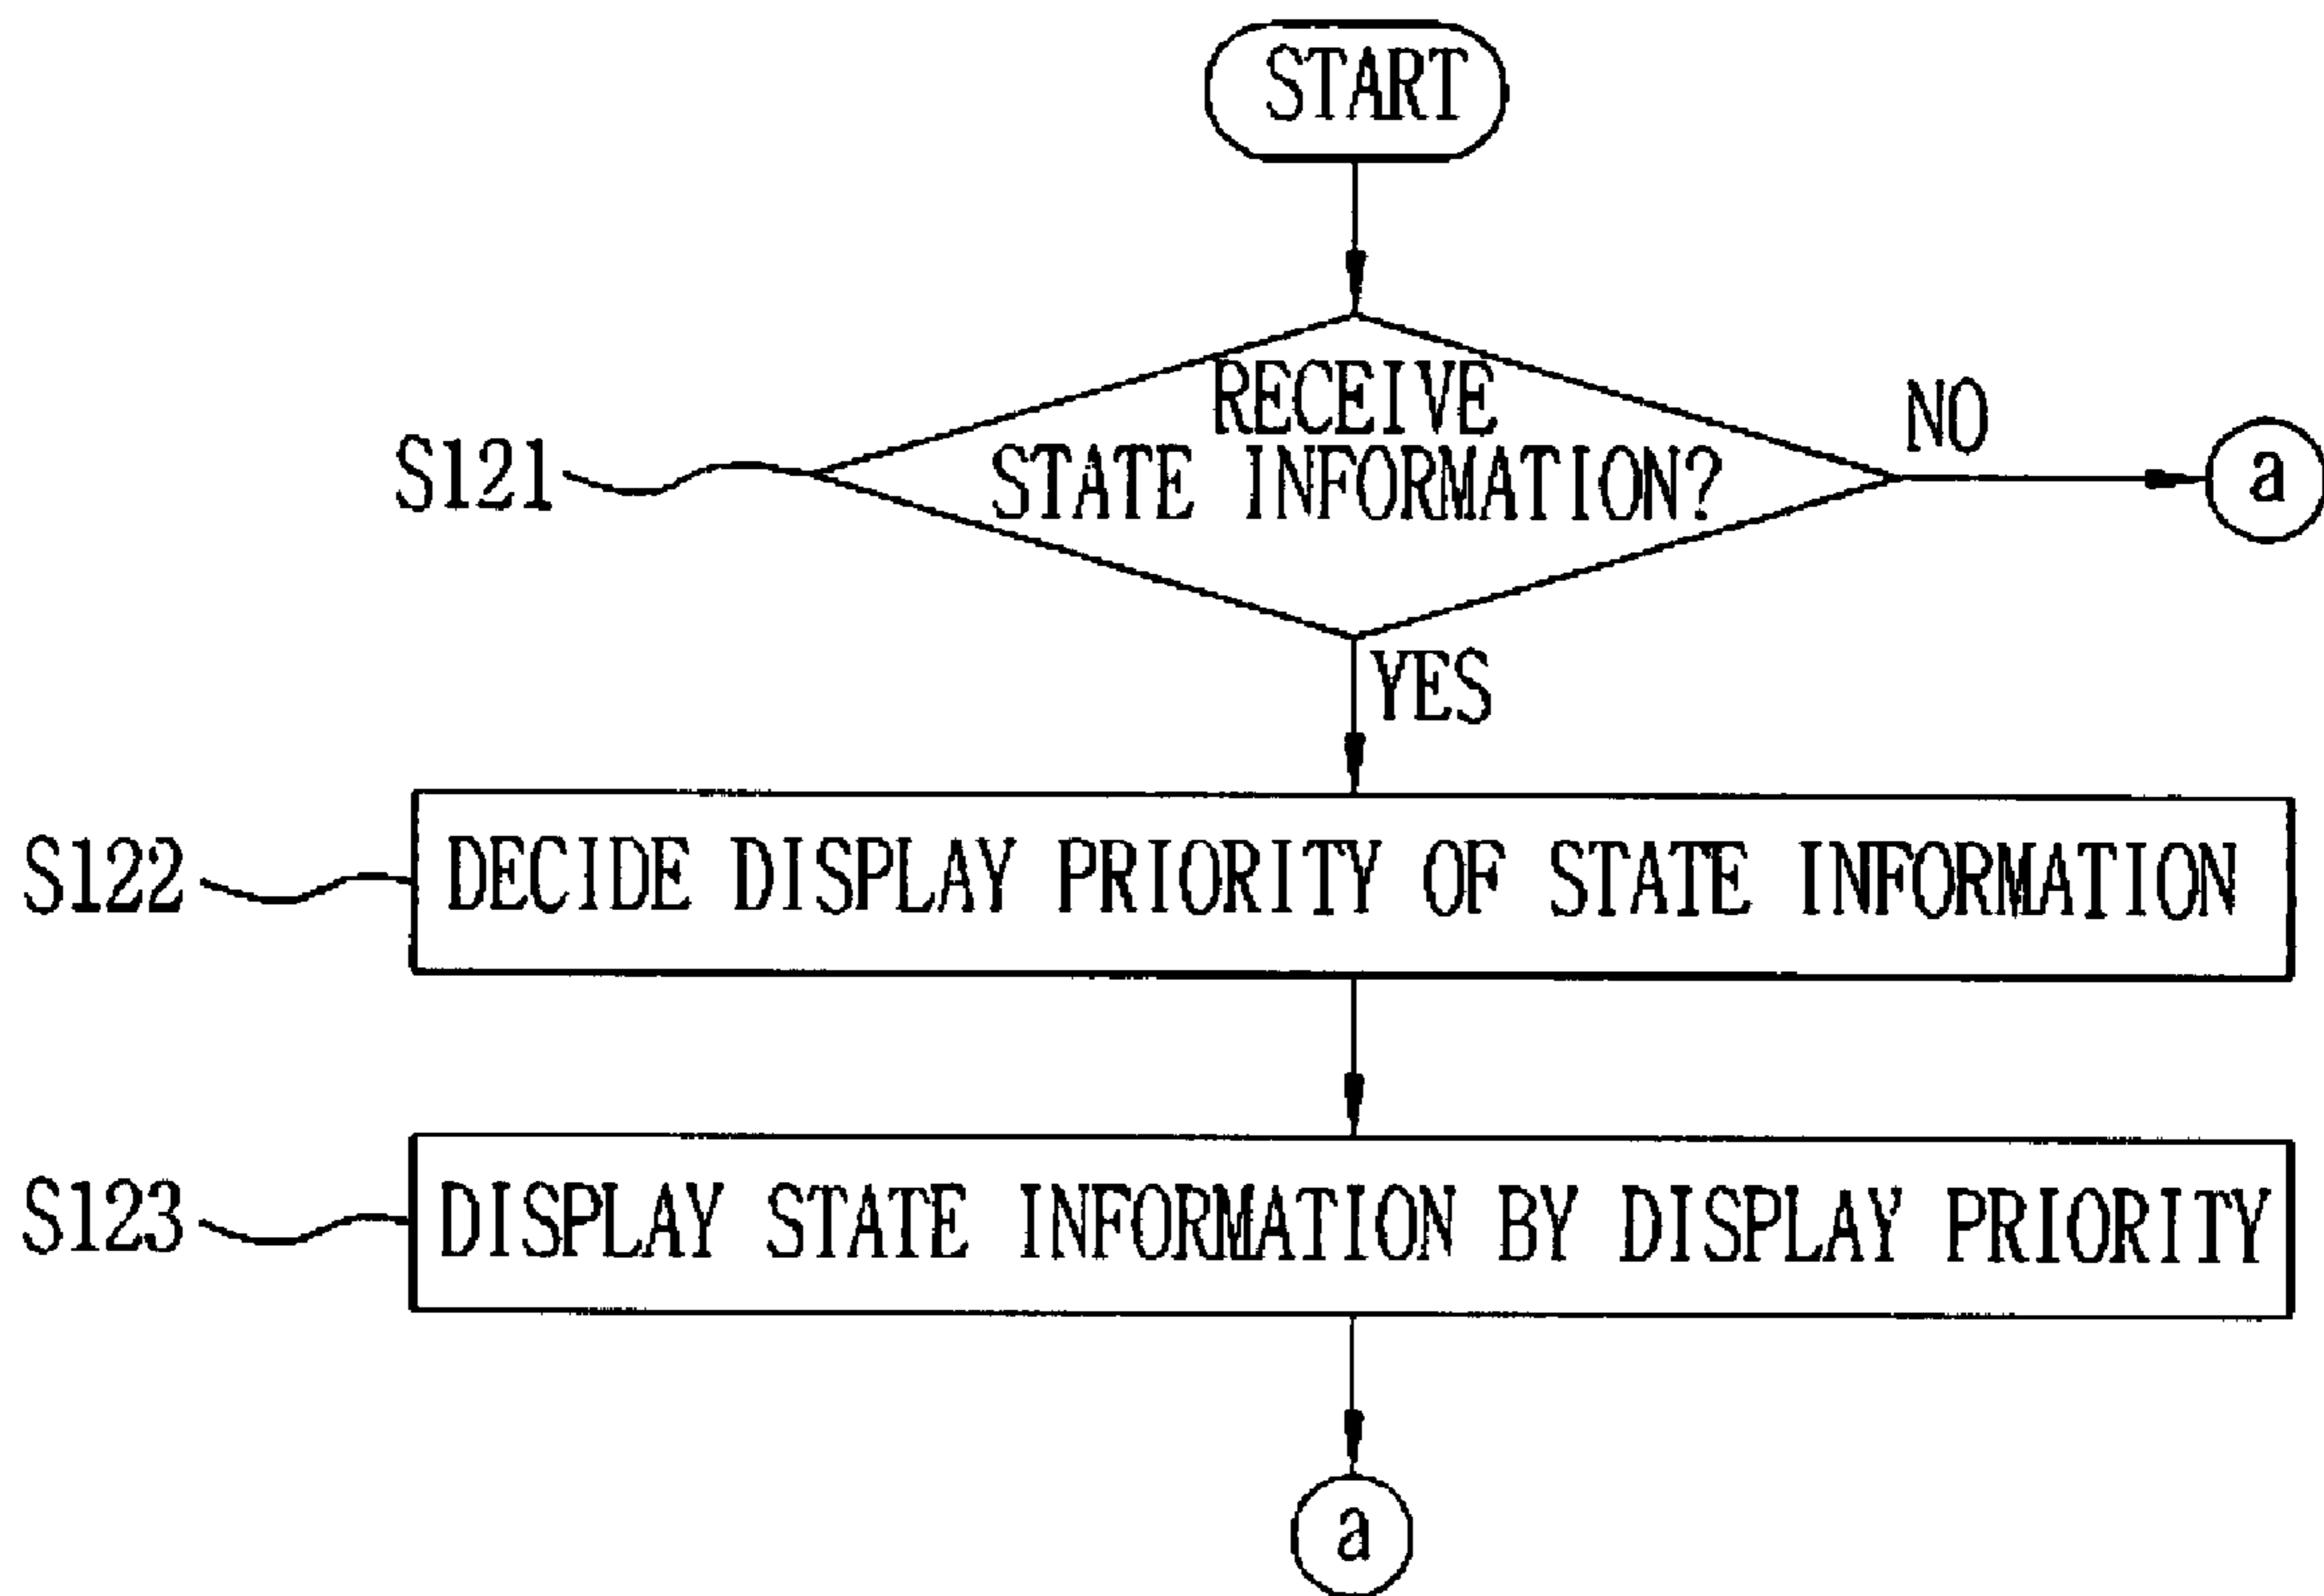 START
RECEIVE
STATE INFORMATION?
NO
a
S121
YES
S122
DECIDE DISPLAY PRIORITY OF STATE INFORMATION
S123
DISPLAY STATE INFORMATION BY DISPLAY PRIORITY
a